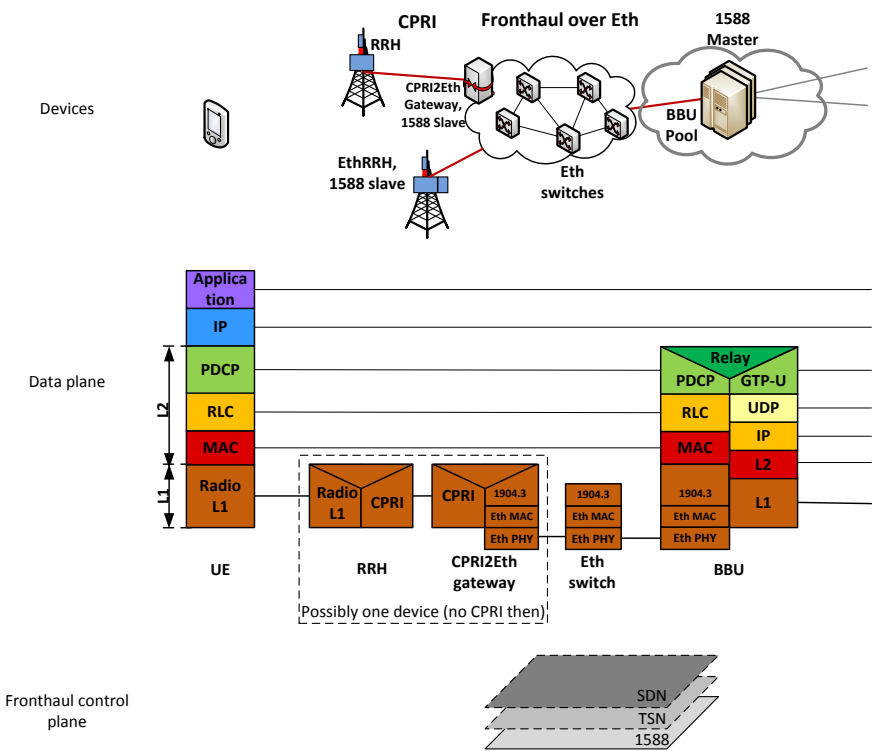 CPRI
Fronthaul over Eth
1588
Master
RRH
CPRI2Eth
Gateway,
1588 Slave
Devices
BBU
Pool
EthRRH,
1588 slave
Eth
switches
Applica
tion
IP
PDCP
RLC
MAC
Radio
L1
L2
L1
Data plane
Relay
PDCP
GTP-U
RLC
UDP
IP
MAC
L2
1904.3
L1
Eth MAC
Eth PHY
Radio
L1
CPRI
CPRI
1904.3
Eth MAC
Eth PHY
1904.3
Eth MAC
Eth PHY
UE
RRH
CPRI2Eth
gateway
Eth
switch
BBU
Possibly one device (no CPRI then)
Fronthaul control
plane
SDN
TSN
1588